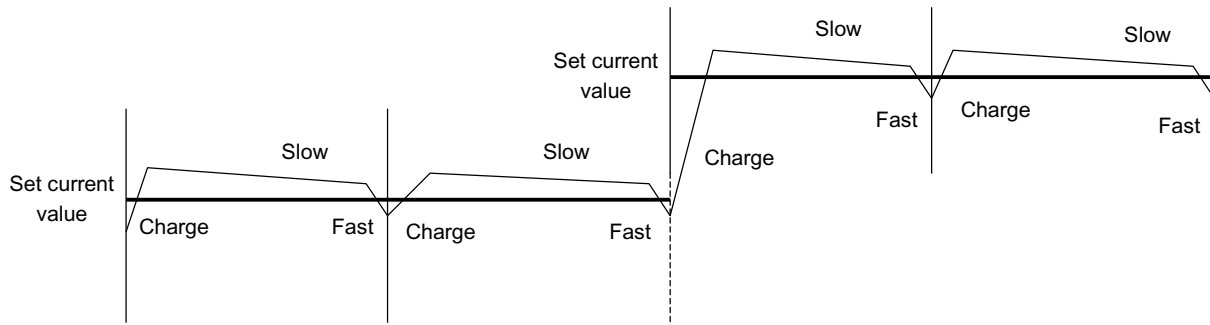 Slow
Slow
Set current
value
Fast
Charge
Fast
Charge
Slow
Slow
Set current
value
Charge
Fast
Charge
Fast